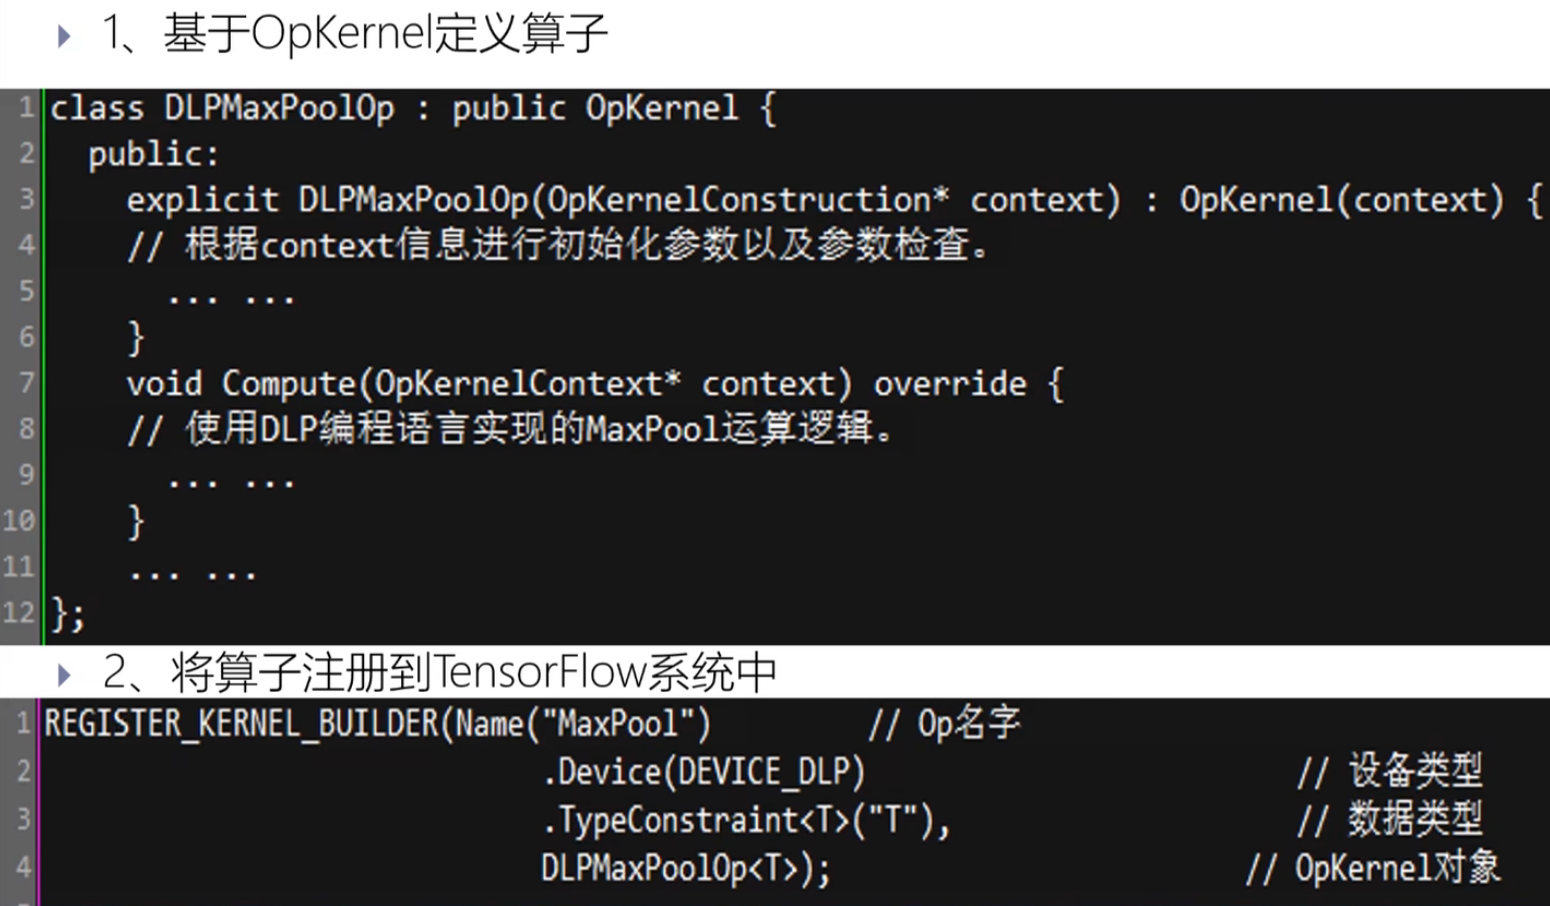 1、基于OpKernel定义算子
1 class DLPMaxPoolOp : public OpKernel {
2 public:
3 explicit DLPMaxPoolOp(OpKernelConstruction* context) : OpKernel(context) {
4 // 根据context信息进行初始化参数以及参数检查。
5 ... ...
6 }
7 void Compute(OpKernelContext* context) override {
8 // 使用DLP编程语言实现的MaxPool运算逻辑。
9 ... ...
10 }
11 ... ...
12 };
2、将算子注册到TensorFlow系统中
1 REGISTER_KERNEL_BUILDER(Name("MaxPool") // Op名字
2 .Device(DEVICE_DLP) // 设备类型
3 .TypeConstraint<T>("T"), // 数据类型
4 DLPMaxPoolOp<T>); // OpKernel对象